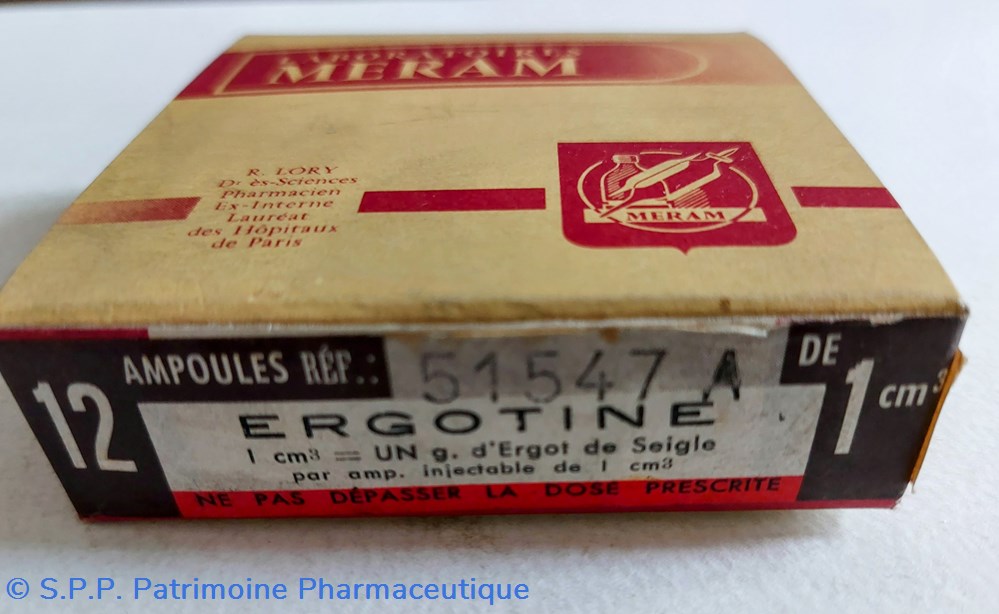 LABORATOIRES
MERAM
R. LORY
Dr ès-Sciences
Pharmacien
Ex-Interne
Lauréat
des Hôpitaux
de Paris
MERAM
12 AMPOULES RÉF.: 51547 A DE 1 cm³
ERGOTINE
1 cm³ = UN g. d'Ergot de Seigle
par amp. injectable de 1 cm³
NE PAS DÉPASSER LA DOSE PRESCRITE
© S.P.P. Patrimoine Pharmaceutique